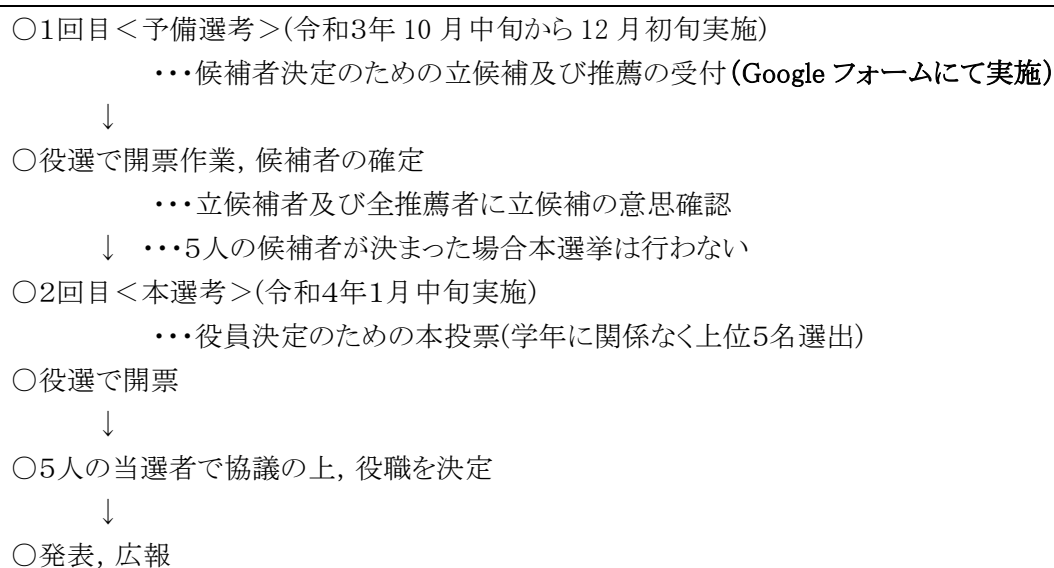 ○1回目<予備選考>(令和3年 10 月中旬から 12 月初旬実施)
・・・候補者決定のための立候補及び推薦の受付(Google フォームにて実施)
↓
○役選で開票作業, 候補者の確定
・・・立候補者及び全推薦者に立候補の意思確認
↓ ・・・5人の候補者が決まった場合本選挙は行わない
○2回目<本選考>(令和4年1月中旬実施)
・・・役員決定のための本投票(学年に関係なく上位5名選出)
○役選で開票
↓
○5人の当選者で協議の上, 役職を決定
↓
○発表, 広報